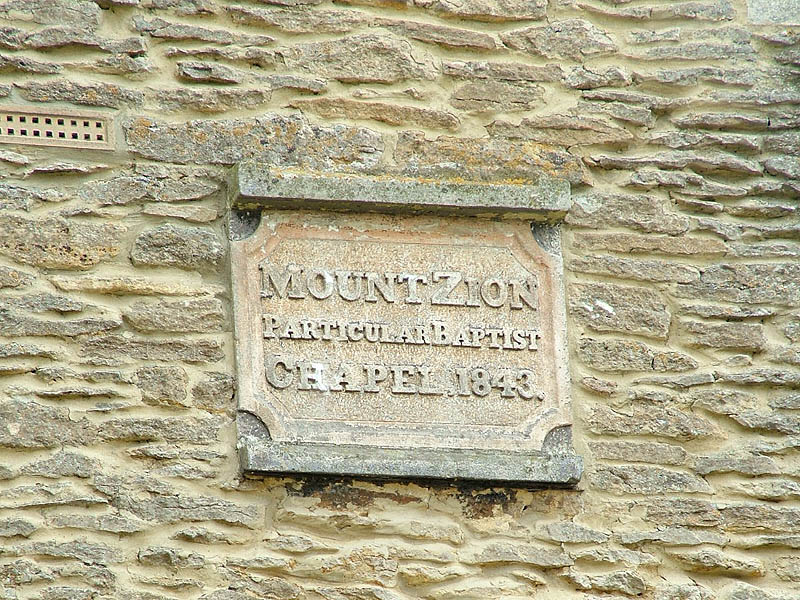 MOUNT ZION
PARTICULAR BAPTIST
CHAPEL, 1843.